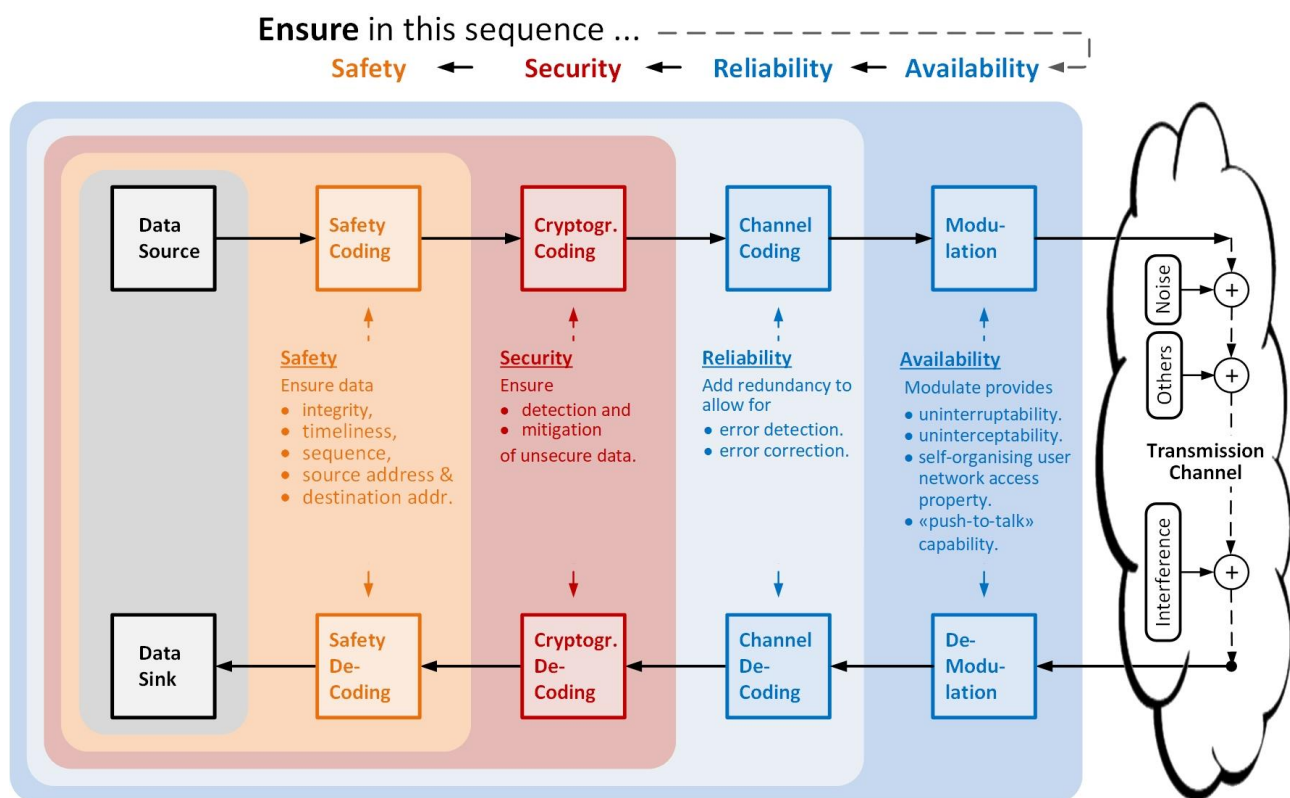 Ensure in this sequence ...
Safety
Security
Reliability
Availability
Data
Source
Safety
Coding
Cryptogr.
Coding
Channel
Coding
Modu-
lation
Noise
Others
Transmission
Channel
Interference
Safety
Ensure data
● integrity,
● timeliness,
● sequence,
● source address &
● destination addr.
Security
Ensure
● detection and
● mitigation
of unsecure data.
Reliability
Add redundancy to
allow for
● error detection.
● error correction.
Availability
Modulate provides
● uninterruptability.
● uninterceptability.
● self-organising user
network access
property.
● «push-to-talk»
capability.
Data
Sink
Safety
De-
Coding
Cryptogr.
De-
Coding
Channel
De-
Coding
De-
Modu-
lation